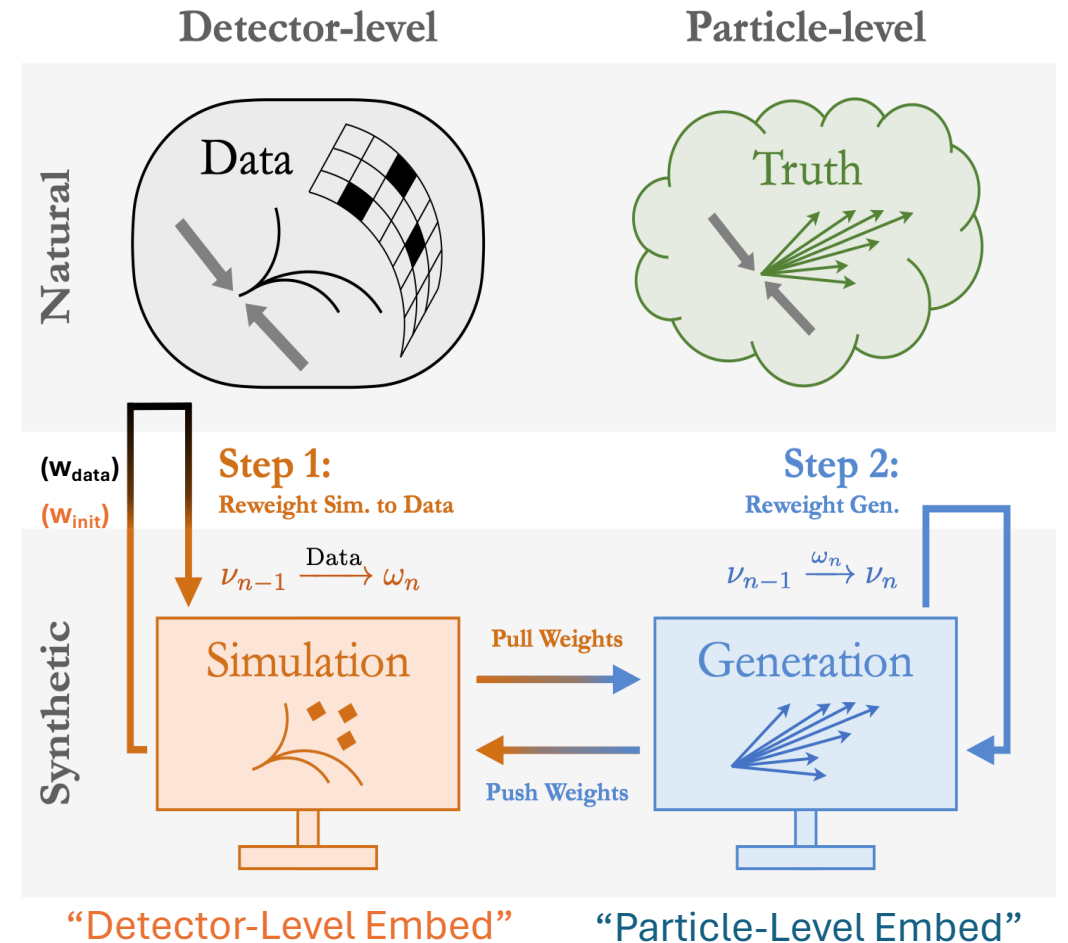 Detector-level
Particle-level
Natural
Data
Truth
(w_data)
(w_init)
Step 1:
Reweight Sim. to Data
Step 2:
Reweight Gen.
ν_{n−1} \xrightarrow{Data} ω_n
ν_{n−1} \xrightarrow{ω_n} ν_n
Synthetic
Simulation
Pull Weights
Push Weights
Generation
“Detector-Level Embed”
“Particle-Level Embed”